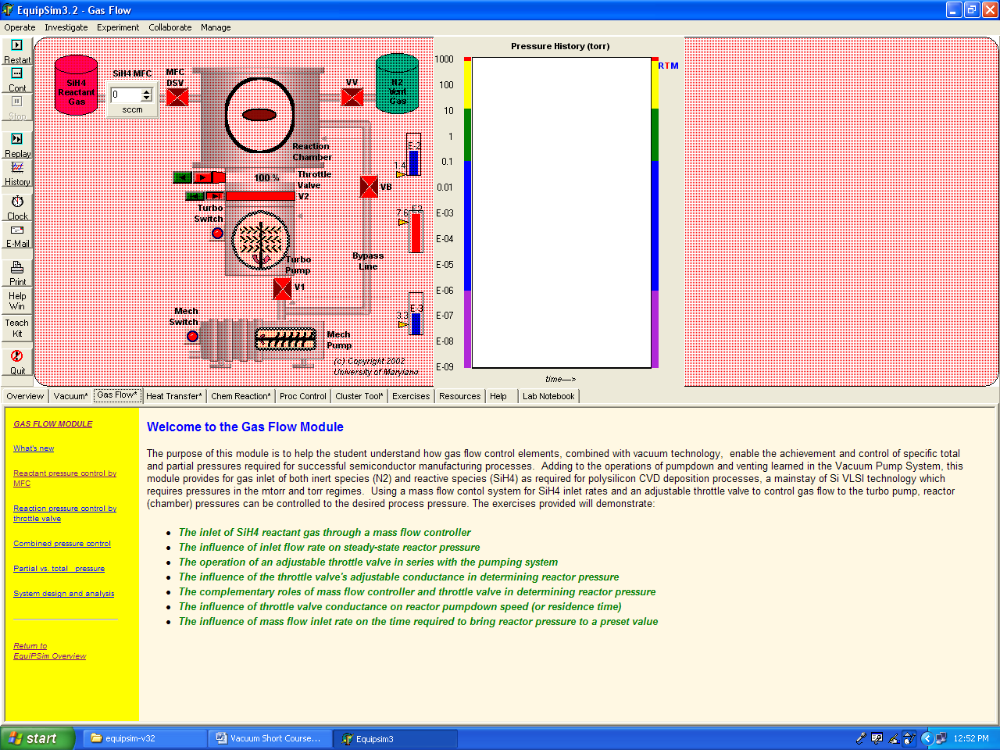 EquipSim3.2 - Gas Flow
Operate Investigate Experiment Collaborate Manage
Restart
Cont
Stop
Replay
History
Clock
E-Mail
Print
Help
Win
Teach
Kit
Quit
SiH4
Reactant
Gas
SiH4 MFC
0
sccm
MFC
DSV
VV
N2
Vent
Gas
Reaction
Chamber
E-2
1.4
100 %
Throttle
Valve
V2
VB
Turbo
Switch
E2
7.6
Turbo
Pump
Bypass
Line
V1
E-3
3.3
Mech
Switch
Mech
Pump
(c) Copyright 2002
University of Maryland
Pressure History (torr)
1000
100
10
1
0.1
0.01
E-03
E-04
E-05
E-06
E-07
E-08
E-09
RTM
time--->
Overview Vacuum* Gas Flow* Heat Transfer* Chem Reaction* Proc Control Cluster Tool* Exercises Resources Help Lab Notebook
GAS FLOW MODULE
What's new
Reactant pressure control by
MFC
Reaction pressure control by
throttle valve
Combined pressure control
Partial vs. total pressure
System design and analysis
Return to
EquiPSim Overview
Welcome to the Gas Flow Module
The purpose of this module is to help the student understand how gas flow control elements, combined with vacuum technology, enable the achievement and control of specific total
and partial pressures required for successful semiconductor manufacturing processes. Adding to the operations of pumpdown and venting learned in the Vacuum Pump System, this
module provides for gas inlet of both inert species (N2) and reactive species (SiH4) as required for polysilicon CVD deposition processes, a mainstay of Si VLSI technology which
requires pressures in the mtorr and torr regimes. Using a mass flow contol system for SiH4 inlet rates and an adjustable throttle valve to control gas flow to the turbo pump, reactor
(chamber) pressures can be controlled to the desired process pressure. The exercises provided will demonstrate:
The inlet of SiH4 reactant gas through a mass flow controller
The influence of inlet flow rate on steady-state reactor pressure
The operation of an adjustable throttle valve in series with the pumping system
The influence of the throttle valve's adjustable conductance in determining reactor pressure
The complementary roles of mass flow controller and throttle valve in determining reactor pressure
The influence of throttle valve conductance on reactor pumpdown speed (or residence time)
The influence of mass flow inlet rate on the time required to bring reactor pressure to a preset value
start equipsim-v32 Vacuum Short Course... Equipsim3 12:52 PM